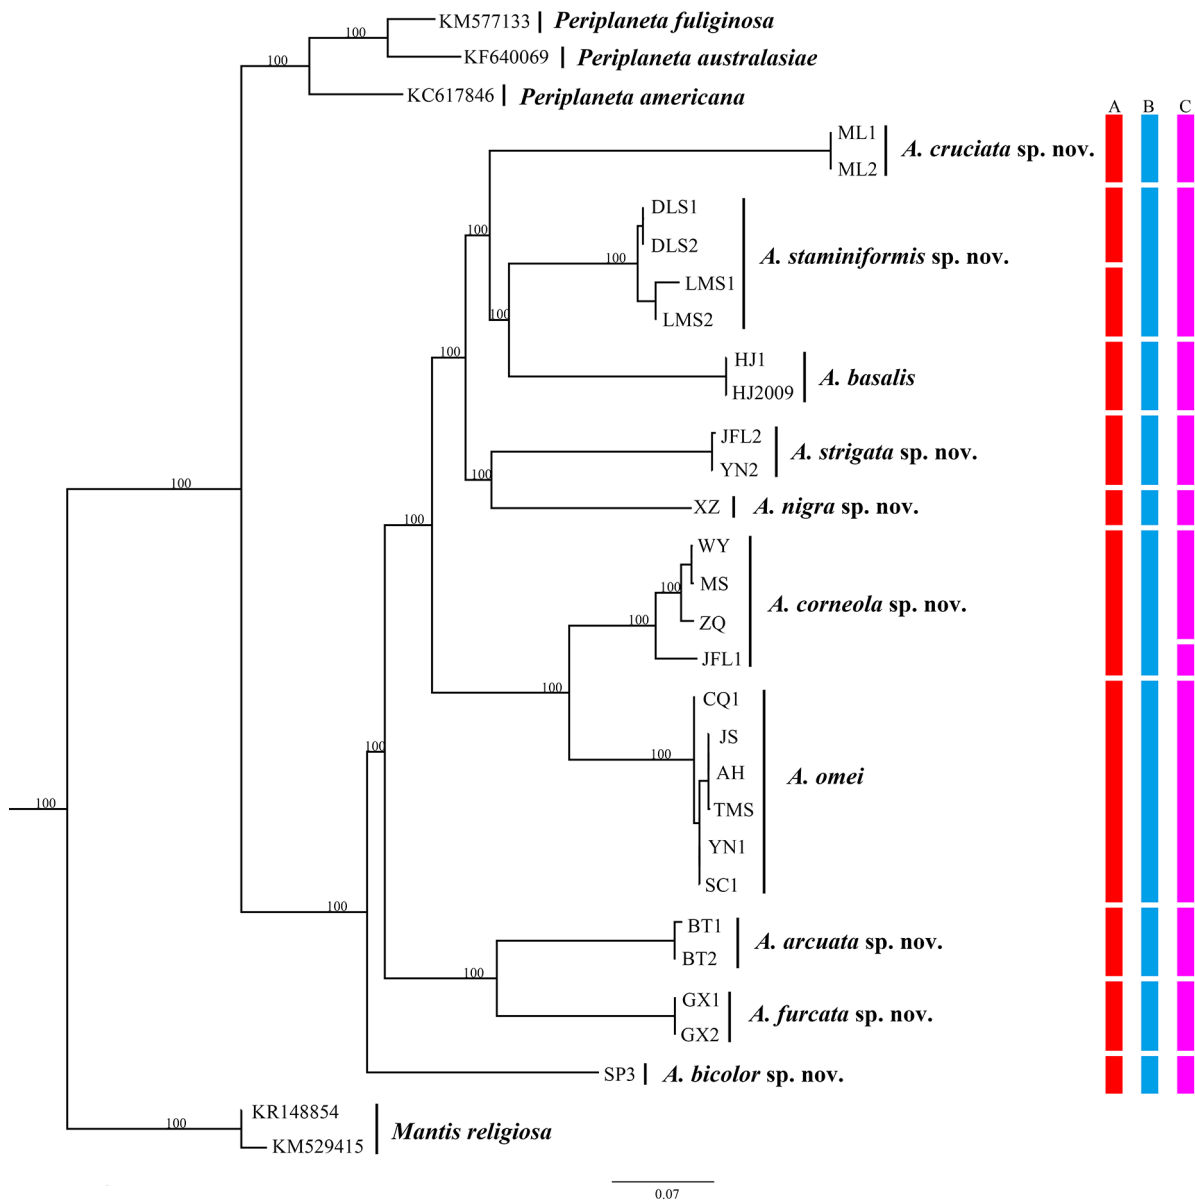 KM577133 Periplaneta fuliginosa
100
KF640069 Periplaneta australasiae
100
KC617846 Periplaneta americana
A B C
ML1
A. cruciata sp. nov.
ML2
DLS1
100
DLS2
A. staminiformis sp. nov.
100
LMS1
100
LMS2
100
HJ1
A. basalis
HJ2009
JFL2
A. strigata sp. nov.
YN2
100
100
XZ A. nigra sp. nov.
100
WY
MS
100
A. corneola sp. nov.
100
ZQ
JFL1
100
CQ1
JS
100
100
AH
A. omei
100
TMS
YN1
SC1
100
BT1
A. arcuata sp. nov.
BT2
100
GX1
A. furcata sp. nov.
GX2
SP3 A. bicolor sp. nov.
KR148854
100
Mantis religiosa
KM529415
0.07